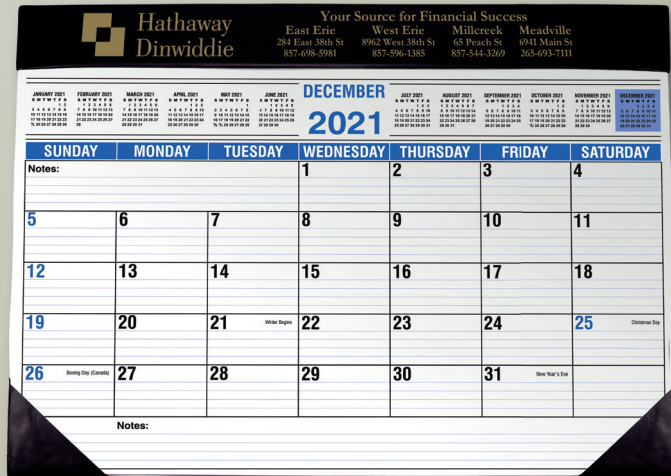 Hathaway
Dinwiddie
Your Source for Financial Success
East Erie West Erie Millcreek Meadville
284 East 38th St 8962 West 38th St 65 Peach St 6941 Main St
857-698-5981 857-596-1385 857-544-3269 265-693-7111
JANUARY 2021 FEBRUARY 2021 MARCH 2021 APRIL 2021 MAY 2021 JUNE 2021 DECEMBER JULY 2021 AUGUST 2021 SEPTEMBER 2021 OCTOBER 2021 NOVEMBER 2021 DECEMBER 2021
2021
SUNDAY MONDAY TUESDAY WEDNESDAY THURSDAY FRIDAY SATURDAY
Notes: 1 2 3 4
5 6 7 8 9 10 11
12 13 14 15 16 17 18
19 20 21 Winter Begins 22 23 24 25 Christmas Day
26 Boxing Day (Canada) 27 28 29 30 31 New Year's Eve
Notes: